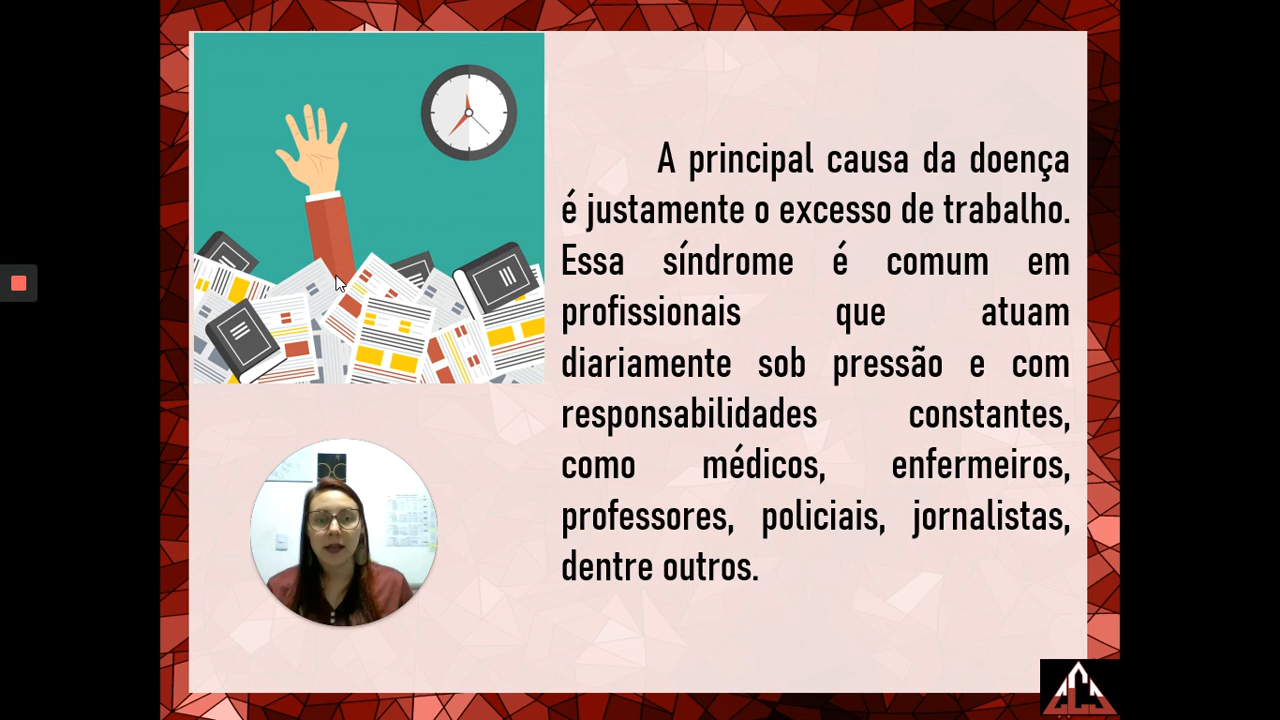 A principal causa da doença
é justamente o excesso de trabalho.
Essa síndrome é comum em
profissionais que atuam
diariamente sob pressão e com
responsabilidades constantes,
como médicos, enfermeiros,
professores, policiais, jornalistas,
dentre outros.